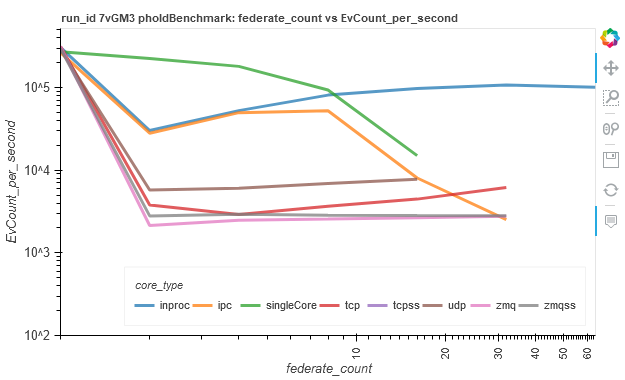 run_id 7vGM3 pholdBenchmark: federate_count vs EvCount_per_second
EvCount_per_second
10^5
10^4
10^3
10^2
core_type
inproc ipc singleCore tcp tcpss udp zmq zmqss
10 20 30 40 50 60
federate_count